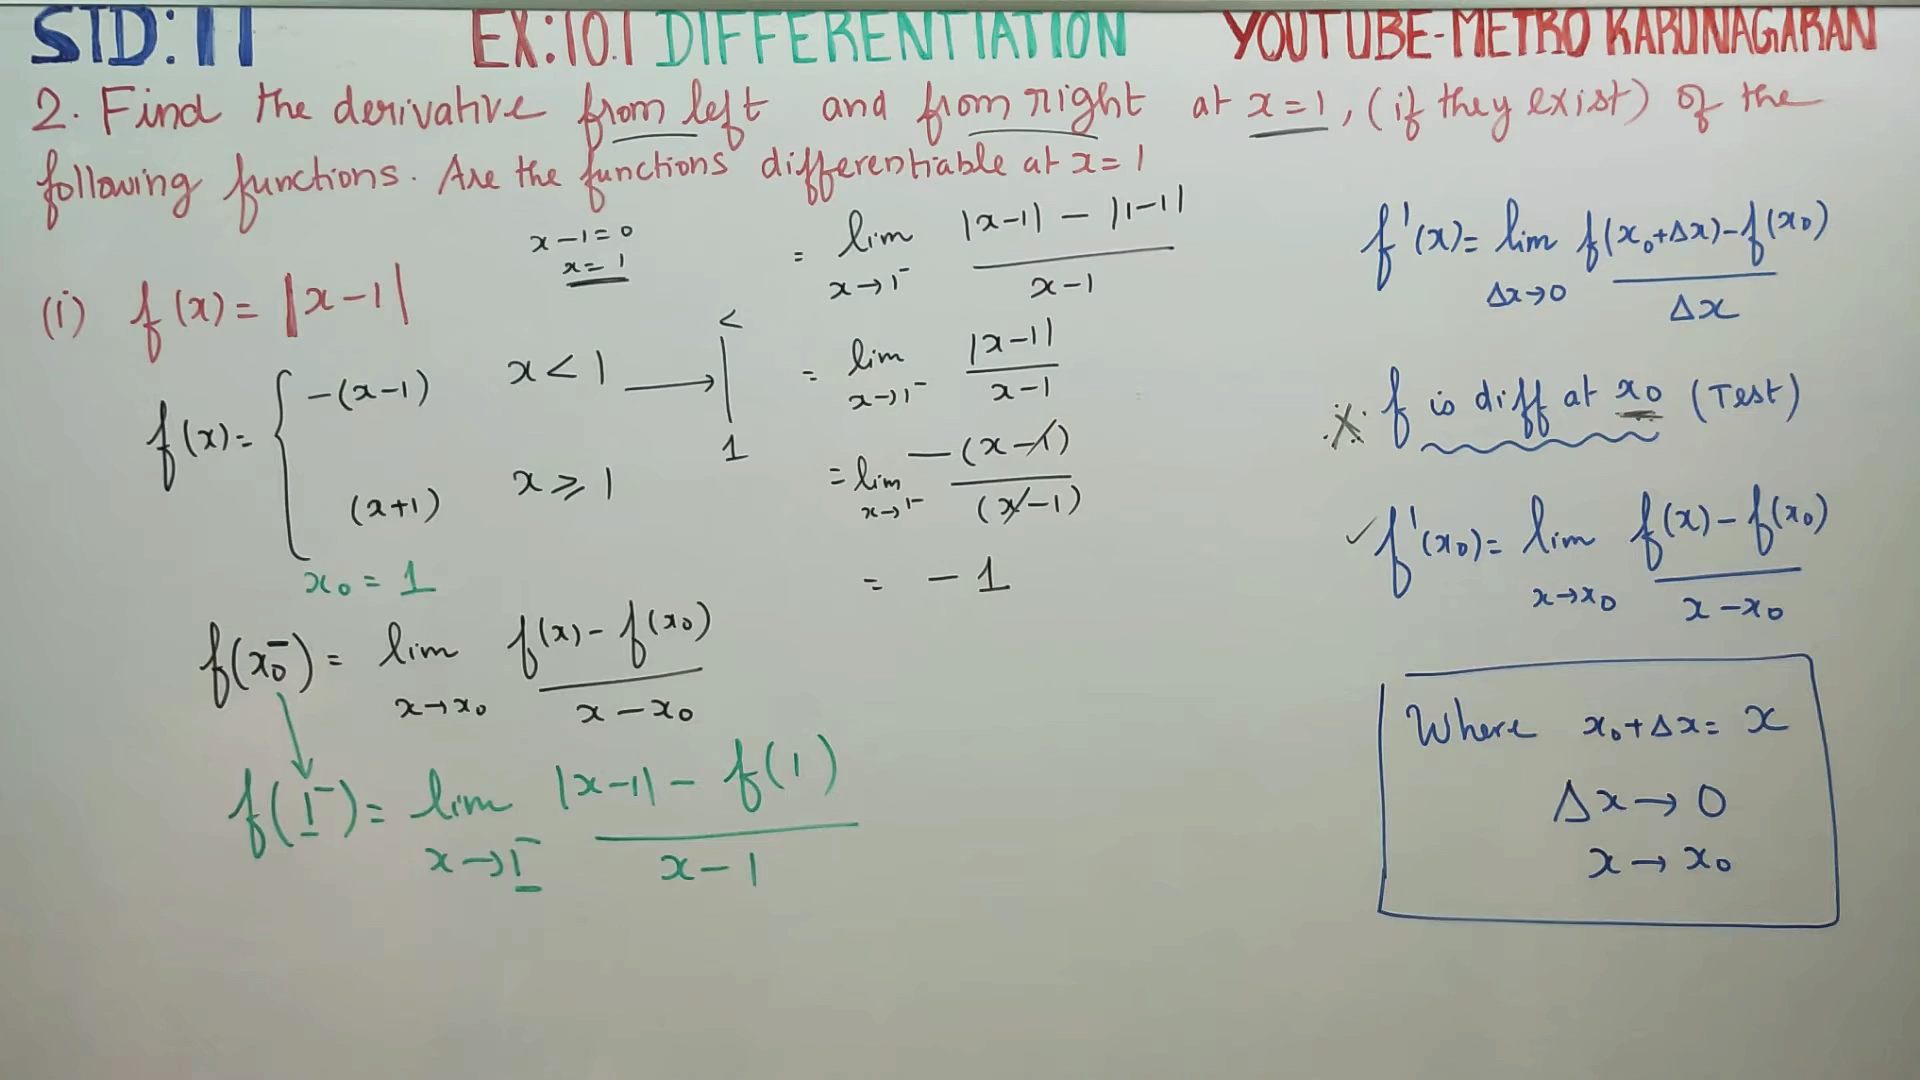 STD:11 EX:10.1 DIFFERENTIATION YOUTUBE-METRO KARUNAGARAN
2. Find the derivative from left and from right at x=1, (if they exist) of the
following functions. Are the functions differentiable at x=1
(i) f(x) = |x-1|
x-1=0
x=1
f(x) = { -(x-1) x<1 → <
1
(x+1) x ⩾ 1
x₀ = 1
f(x₀⁻) = lim x→x₀ f(x)-f(x₀) / x-x₀
f(1⁻) = lim x→1⁻ |x-1| - f(1) / x-1
= lim x→1⁻ |x-1| - |1-1| / x-1
= lim x→1⁻ |x-1| / x-1
= lim x→1⁻ -(x-1) / (x-1)
= -1
f'(x) = lim Δx→0 f(x₀+Δx)-f(x₀) / Δx
f is diff at x₀ (Test)
✓ f'(x₀) = lim x→x₀ f(x)-f(x₀) / x-x₀
Where x₀+Δx = x
Δx→0
x→x₀